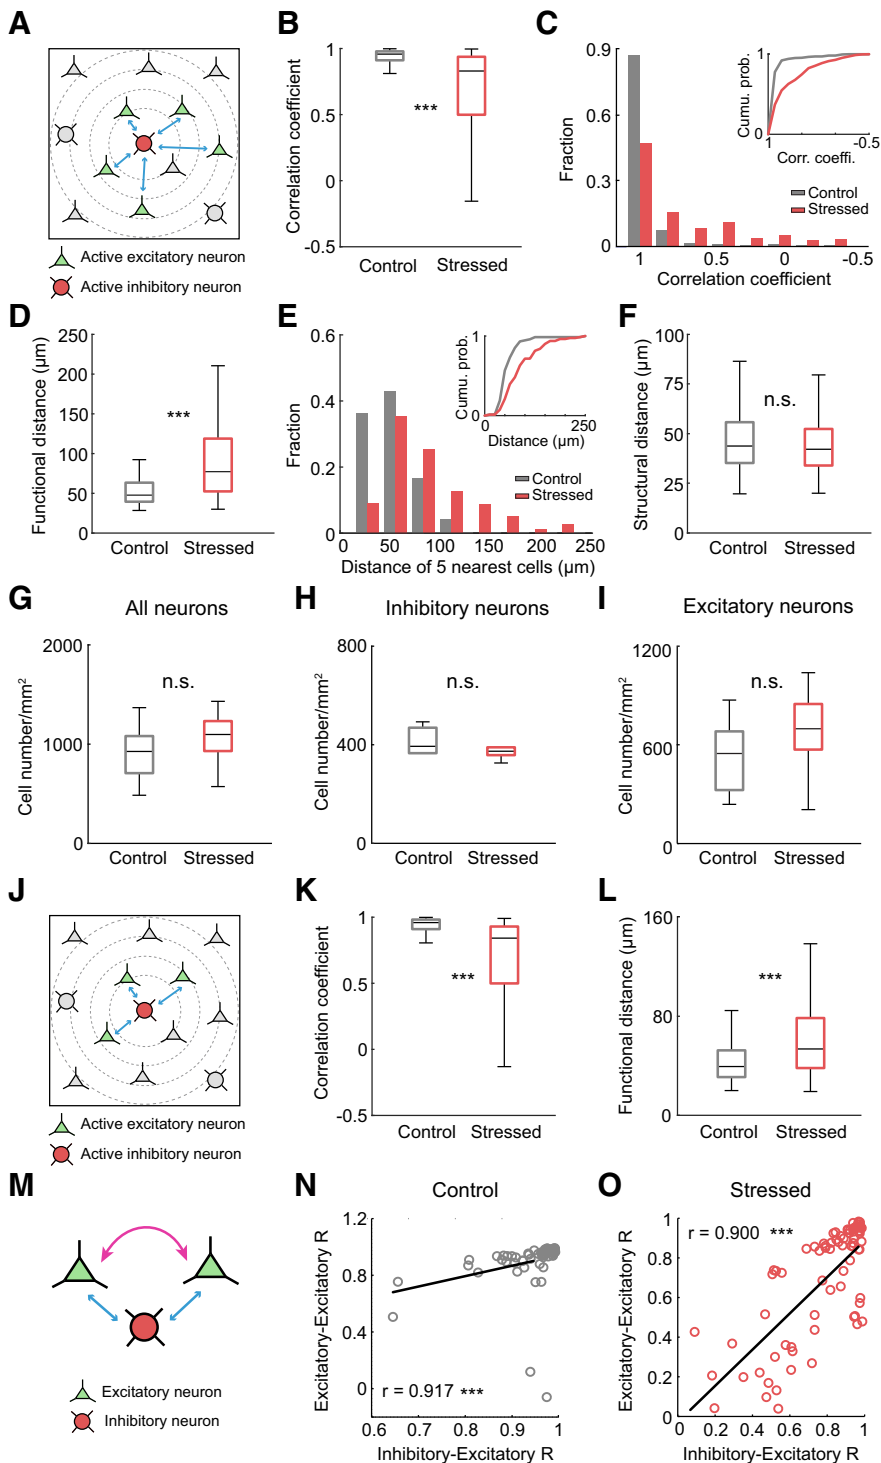 A
Active excitatory neuron
Active inhibitory neuron
B
Correlation coefficient
1
0.5
0
-0.5
***
Control
Stressed
C
Fraction
0.9
0.6
0.3
0
1
0.5
0
-0.5
Correlation coefficient
Control
Stressed
Cumu. prob.
1
0
1
-0.5
Corr. coeffi.
D
Functional distance (µm)
250
200
150
100
50
0
***
Control
Stressed
E
Fraction
0.6
0.4
0.2
0
0
50
100
150
200
250
Distance of 5 nearest cells (µm)
Control
Stressed
Cumu. prob.
1
0
0
250
Distance (µm)
F
Structural distance (µm)
100
75
50
25
0
n.s.
Control
Stressed
G
All neurons
Cell number/mm²
2000
1000
0
n.s.
Control
Stressed
H
Inhibitory neurons
Cell number/mm²
800
400
0
n.s.
Control
Stressed
I
Excitatory neurons
Cell number/mm²
1200
600
0
n.s.
Control
Stressed
J
Active excitatory neuron
Active inhibitory neuron
K
Correlation coefficient
1
0.5
0
-0.5
***
Control
Stressed
L
Functional distance (µm)
160
80
0
***
Control
Stressed
M
Excitatory neuron
Inhibitory neuron
N
Control
Excitatory-Excitatory R
1.2
0.8
0.4
0
r = 0.917 ***
0.6
0.7
0.8
0.9
1
Inhibitory-Excitatory R
O
Stressed
Excitatory-Excitatory R
1
0.8
0.6
0.4
0.2
0
r = 0.900 ***
0
0.2
0.4
0.6
0.8
1
Inhibitory-Excitatory R